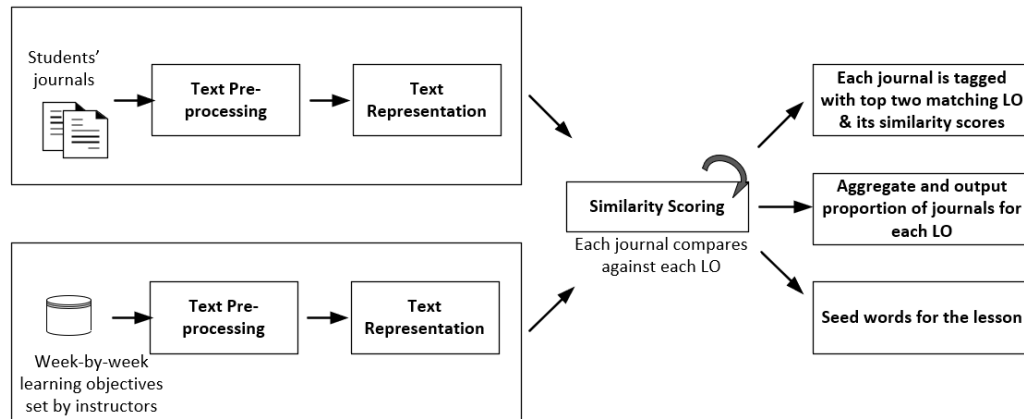 Students’
journals
Text Pre-
processing
Text
Representation
Week-by-week
learning objectives
set by instructors
Text Pre-
processing
Text
Representation
Similarity Scoring
Each journal compares
against each LO
Each journal is tagged
with top two matching LO
& its similarity scores
Aggregate and output
proportion of journals for
each LO
Seed words for the lesson